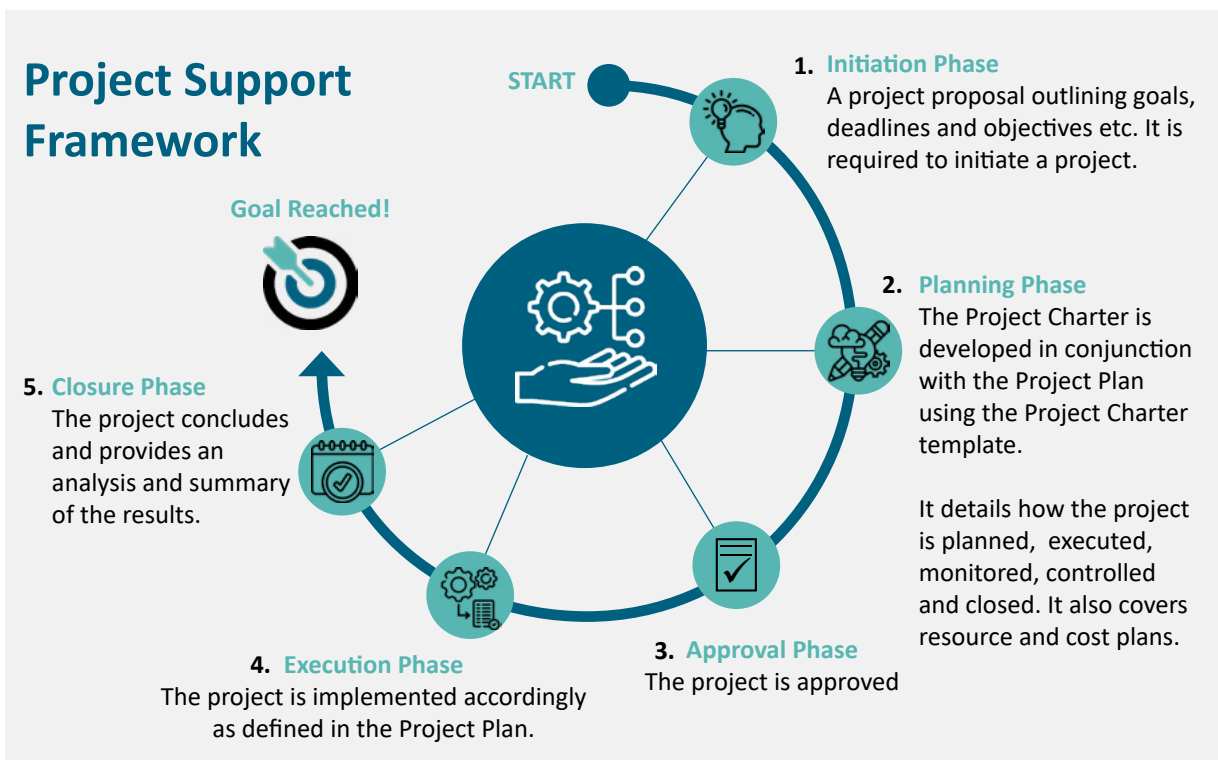 Project Support
Framework
START
1. Initiation Phase
A project proposal outlining goals,
deadlines and objectives etc. It is
required to initiate a project.
2. Planning Phase
The Project Charter is
developed in conjunction
with the Project Plan
using the Project Charter
template.
It details how the project
is planned, executed,
monitored, controlled
and closed. It also covers
resource and cost plans.
3. Approval Phase
The project is approved
4. Execution Phase
The project is implemented accordingly
as defined in the Project Plan.
5. Closure Phase
The project concludes
and provides an
analysis and summary
of the results.
Goal Reached!